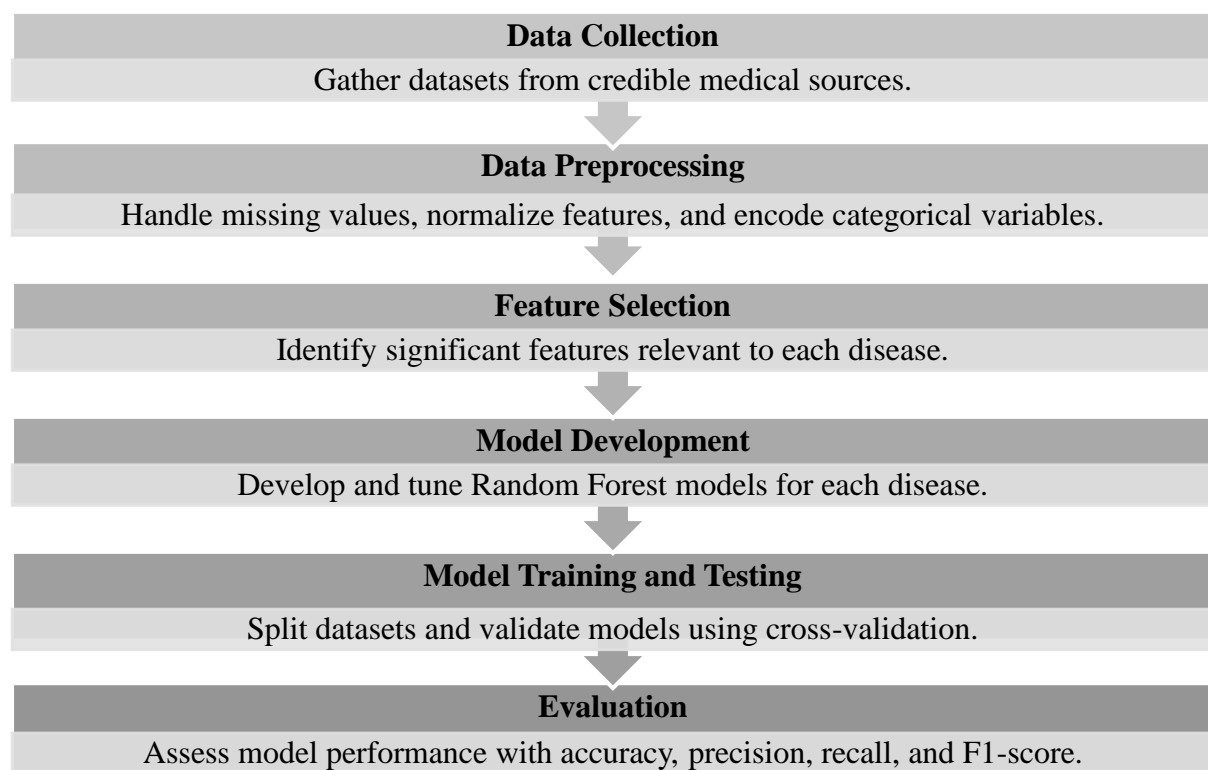 Data Collection
Gather datasets from credible medical sources.
Data Preprocessing
Handle missing values, normalize features, and encode categorical variables.
Feature Selection
Identify significant features relevant to each disease.
Model Development
Develop and tune Random Forest models for each disease.
Model Training and Testing
Split datasets and validate models using cross-validation.
Evaluation
Assess model performance with accuracy, precision, recall, and F1-score.